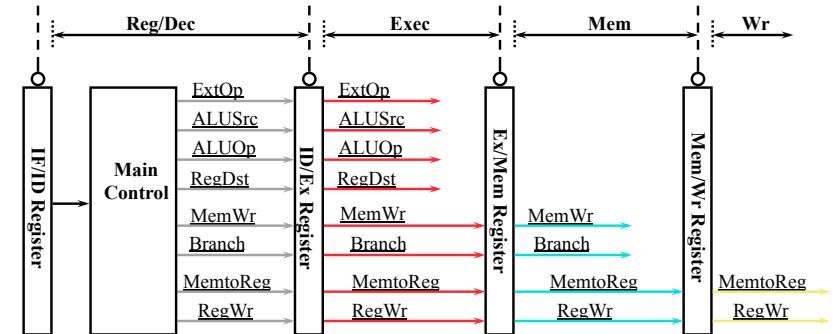 Reg/Dec Exec Mem Wr
ExtOp ExtOp
ALUSrc ALUSrc
ALUOp ALUOp
RegDst RegDst
MemWr MemWr MemWr
Branch Branch Branch
MemtoReg MemtoReg MemtoReg MemtoReg
RegWr RegWr RegWr RegWr
IF/ID Register
Main
Control
ID/Ex Register
Ex/Mem Register
Mem/Wr Register